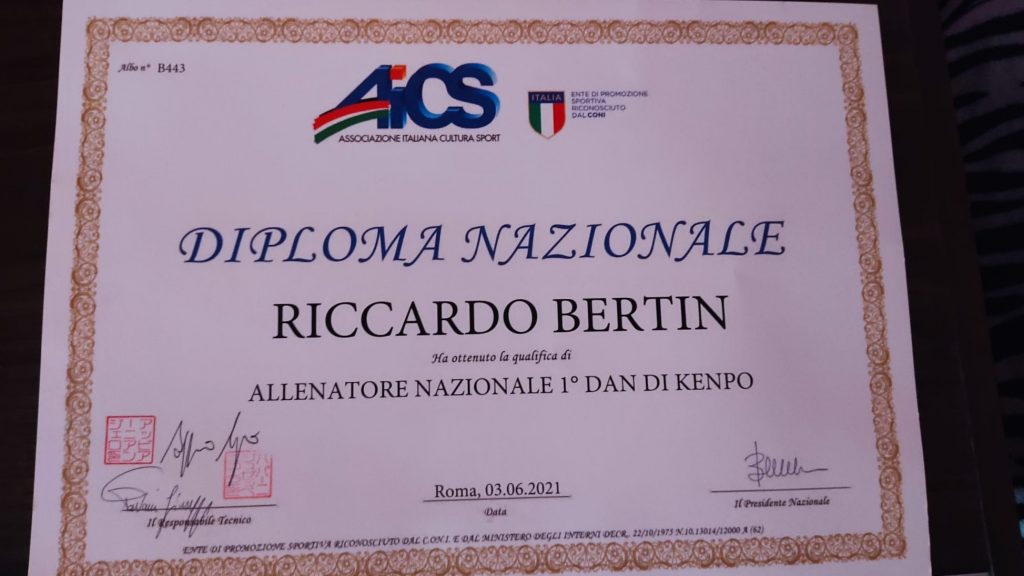 Albo n° B443
AiCS
ASSOCIAZIONE ITALIANA CULTURA SPORT
ITALIA
ENTE DI PROMOZIONE
SPORTIVA
RICONOSCIUTO
DAL CONI
DIPLOMA NAZIONALE
RICCARDO BERTIN
Ha ottenuto la qualifica di
ALLENATORE NAZIONALE 1° DAN DI KENPO
Il Responsabile Tecnico
Roma, 03.06.2021
Data
Il Presidente Nazionale
ENTE DI PROMOZIONE SPORTIVA RICONOSCIUTO DAL C.O.N.I. E DAL MINISTERO DEGLI INTERNI DECR. 22/10/1975 N.10.13014/12000 A (62)